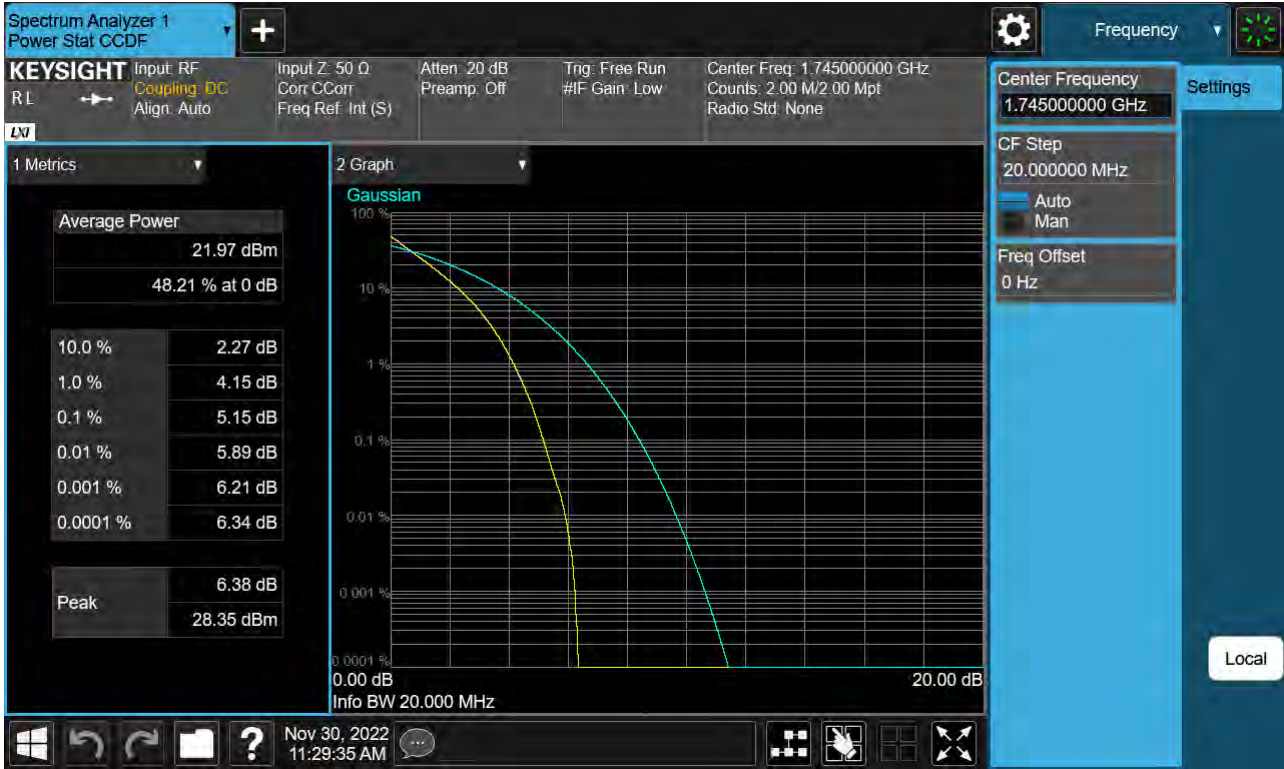 Spectrum Analyzer 1
Power Stat CCDF
Frequency
KEYSIGHT
R L
LXI
Input: RF
Coupling: DC
Align: Auto
Input Z: 50 Ω
Corr CCorr
Freq Ref: Int (S)
Atten: 20 dB
Preamp: Off
Trig: Free Run
#IF Gain: Low
Center Freq: 1.745000000 GHz
Counts: 2.00 M/2.00 Mpt
Radio Std: None
Center Frequency
1.745000000 GHz
Settings
CF Step
20.000000 MHz
Auto
Man
Freq Offset
0 Hz
Local
1 Metrics
Average Power
21.97 dBm
48.21 % at 0 dB
10.0 % 2.27 dB
1.0 % 4.15 dB
0.1 % 5.15 dB
0.01 % 5.89 dB
0.001 % 6.21 dB
0.0001 % 6.34 dB
Peak
6.38 dB
28.35 dBm
2 Graph
Gaussian
100 %
10 %
1 %
0.1 %
0.01 %
0.001 %
0.0001 %
0.00 dB 20.00 dB
Info BW 20.000 MHz
?
Nov 30, 2022
11:29:35 AM